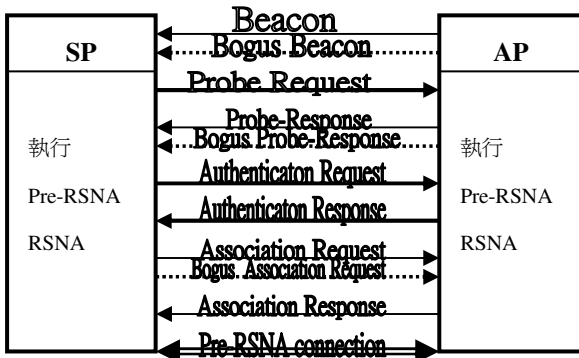 Beacon
SP
Bogus Beacon
AP
Probe Request
Probe-Response
Bogus Probe-Response
執行
執行
Authenticaton Request
Pre-RSNA
Pre-RSNA
Authenticaton Response
RSNA
RSNA
Association Request
Bogus Association Request
Association Response
Pre-RSNA connection